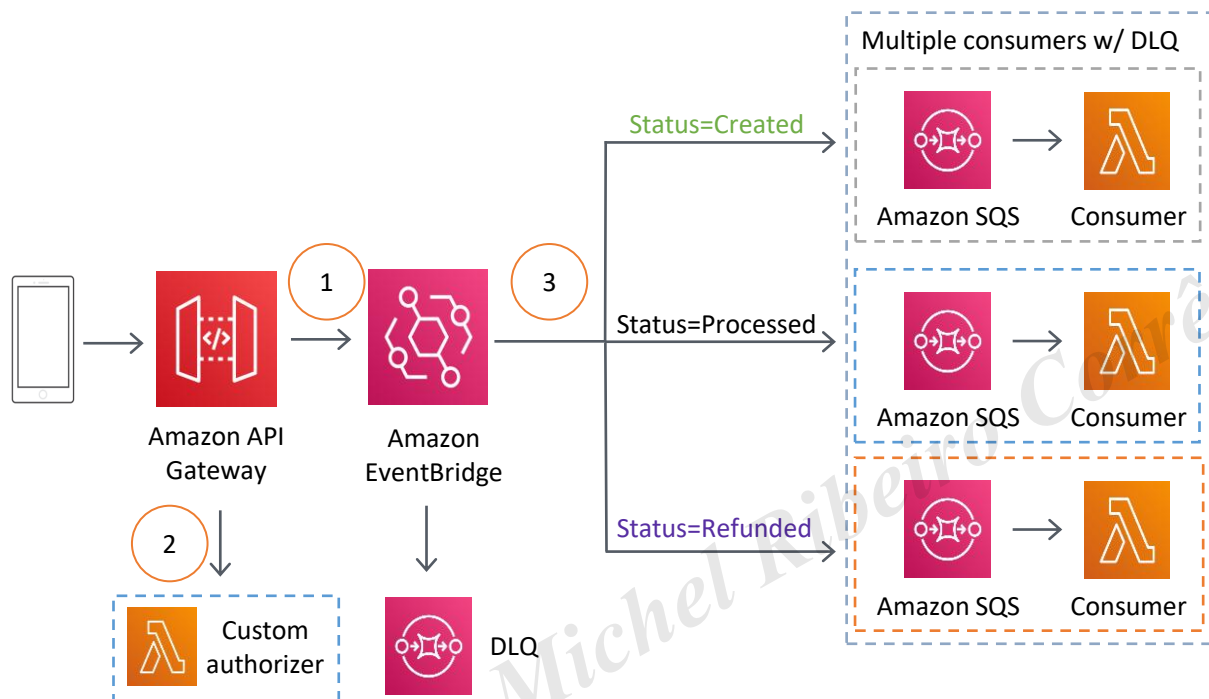 Multiple consumers w/ DLQ
Status=Created
Amazon SQS
Consumer
1
3
</>
Status=Processed
Amazon API
Gateway
Amazon
EventBridge
Amazon SQS
Consumer
2
Status=Refunded
Amazon SQS
Consumer
Custom
authorizer
DLQ
Michel Ribeiro Corrê